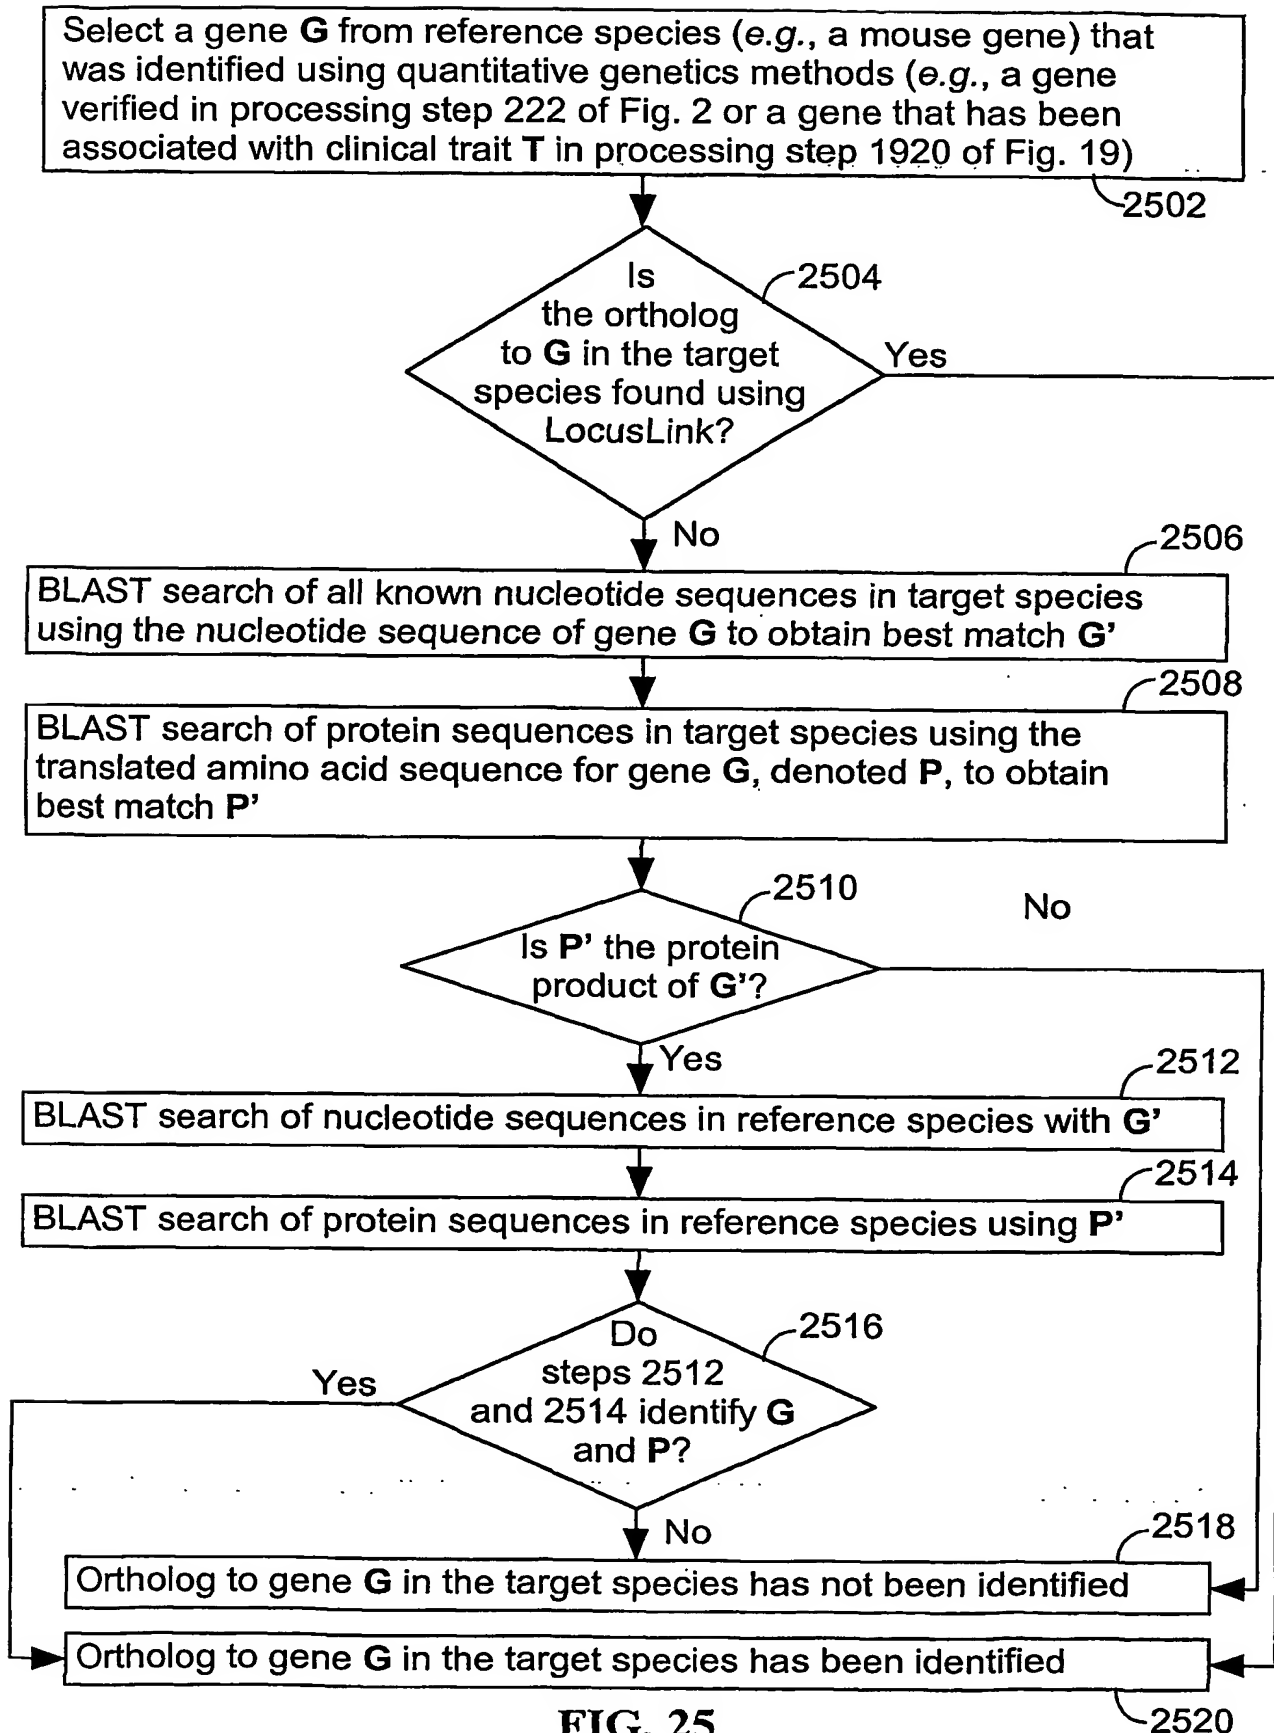 Select a gene G from reference species (e.g., a mouse gene) that
was identified using quantitative genetics methods (e.g., a gene
verified in processing step 222 of Fig. 2 or a gene that has been
associated with clinical trait T in processing step 1920 of Fig. 19)
2502
Is
the ortholog
to G in the target
species found using
LocusLink?
2504
Yes
No
2506
BLAST search of all known nucleotide sequences in target species
using the nucleotide sequence of gene G to obtain best match G'
2508
BLAST search of protein sequences in target species using the
translated amino acid sequence for gene G, denoted P, to obtain
best match P'
2510
No
Is P' the protein
product of G'?
Yes
2512
BLAST search of nucleotide sequences in reference species with G'
2514
BLAST search of protein sequences in reference species using P'
2516
Do
steps 2512
and 2514 identify G
and P?
Yes
No
2518
Ortholog to gene G in the target species has not been identified
Ortholog to gene G in the target species has been identified
2520
FIG. 25